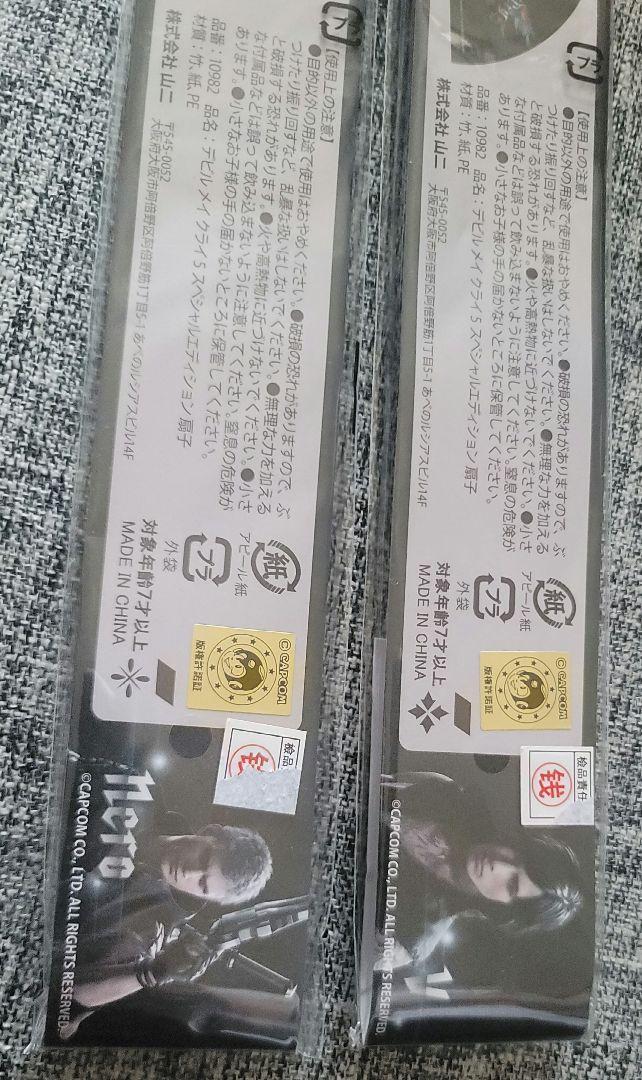 【使用上の注意】
●目的以外の用途で使用はおやめください。●破損の恐れがありますので、ぶ
つけたり振り回すなど、乱暴な扱いはしないでください。●無理な力を加える
と破損する恐れがあります。●火や高熱物に近づけないでください。●小さ
な付属品などは誤って飲み込まないように注意してください、窒息の危険が
あります。●小さなお子様の手の届かないところに保管してください。
品番:10982 品名:デビル メイ クライ 5 スペシャルエディション 扇子
材質:竹、紙、PE
株式会社 山二
〒545-0052
大阪府大阪市阿倍野区阿倍野筋1丁目5-1 あべのルシアスビル14F
紙
アピール紙
プラ
外袋
対象年齢7才以上
MADE IN CHINA
©CAPCOM
版権許諾証
nero
©CAPCOM CO., LTD. ALL RIGHTS RESERVED.
【使用上の注意】
●目的以外の用途で使用はおやめください。●破損の恐れがありますので、ぶ
つけたり振り回すなど、乱暴な扱いはしないでください。●無理な力を加える
と破損する恐れがあります。●火や高熱物に近づけないでください。●小さ
な付属品などは誤って飲み込まないように注意してください、窒息の危険が
あります。●小さなお子様の手の届かないところに保管してください。
品番:10982 品名:デビル メイ クライ 5 スペシャルエディション 扇子
材質:竹、紙、PE
株式会社 山二
〒545-0052
大阪府大阪市阿倍野区阿倍野筋1丁目5-1 あべのルシアスビル14F
紙
アピール紙
プラ
外袋
対象年齢7才以上
MADE IN CHINA
©CAPCOM
版権許諾証
検品責任
钱
V
©CAPCOM CO., LTD. ALL RIGHTS RESERVED.